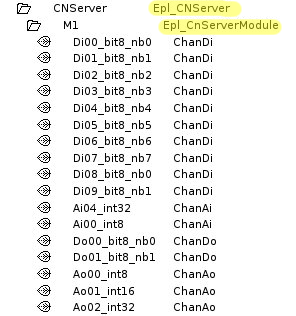 CNServer Epl_CNServer
M1 Epl_CnServerModule
Di00_bit8_nb0 ChanDi
Di01_bit8_nb1 ChanDi
Di02_bit8_nb2 ChanDi
Di03_bit8_nb3 ChanDi
Di04_bit8_nb4 ChanDi
Di05_bit8_nb5 ChanDi
Di06_bit8_nb6 ChanDi
Di07_bit8_nb7 ChanDi
Di08_bit8_nb0 ChanDi
Di09_bit8_nb1 ChanDi
Ai04_int32 ChanAi
Ai00_int8 ChanAi
Do00_bit8_nb0 ChanDo
Do01_bit8_nb1 ChanDo
Ao00_int8 ChanAo
Ao01_int16 ChanAo
Ao02_int32 ChanAo